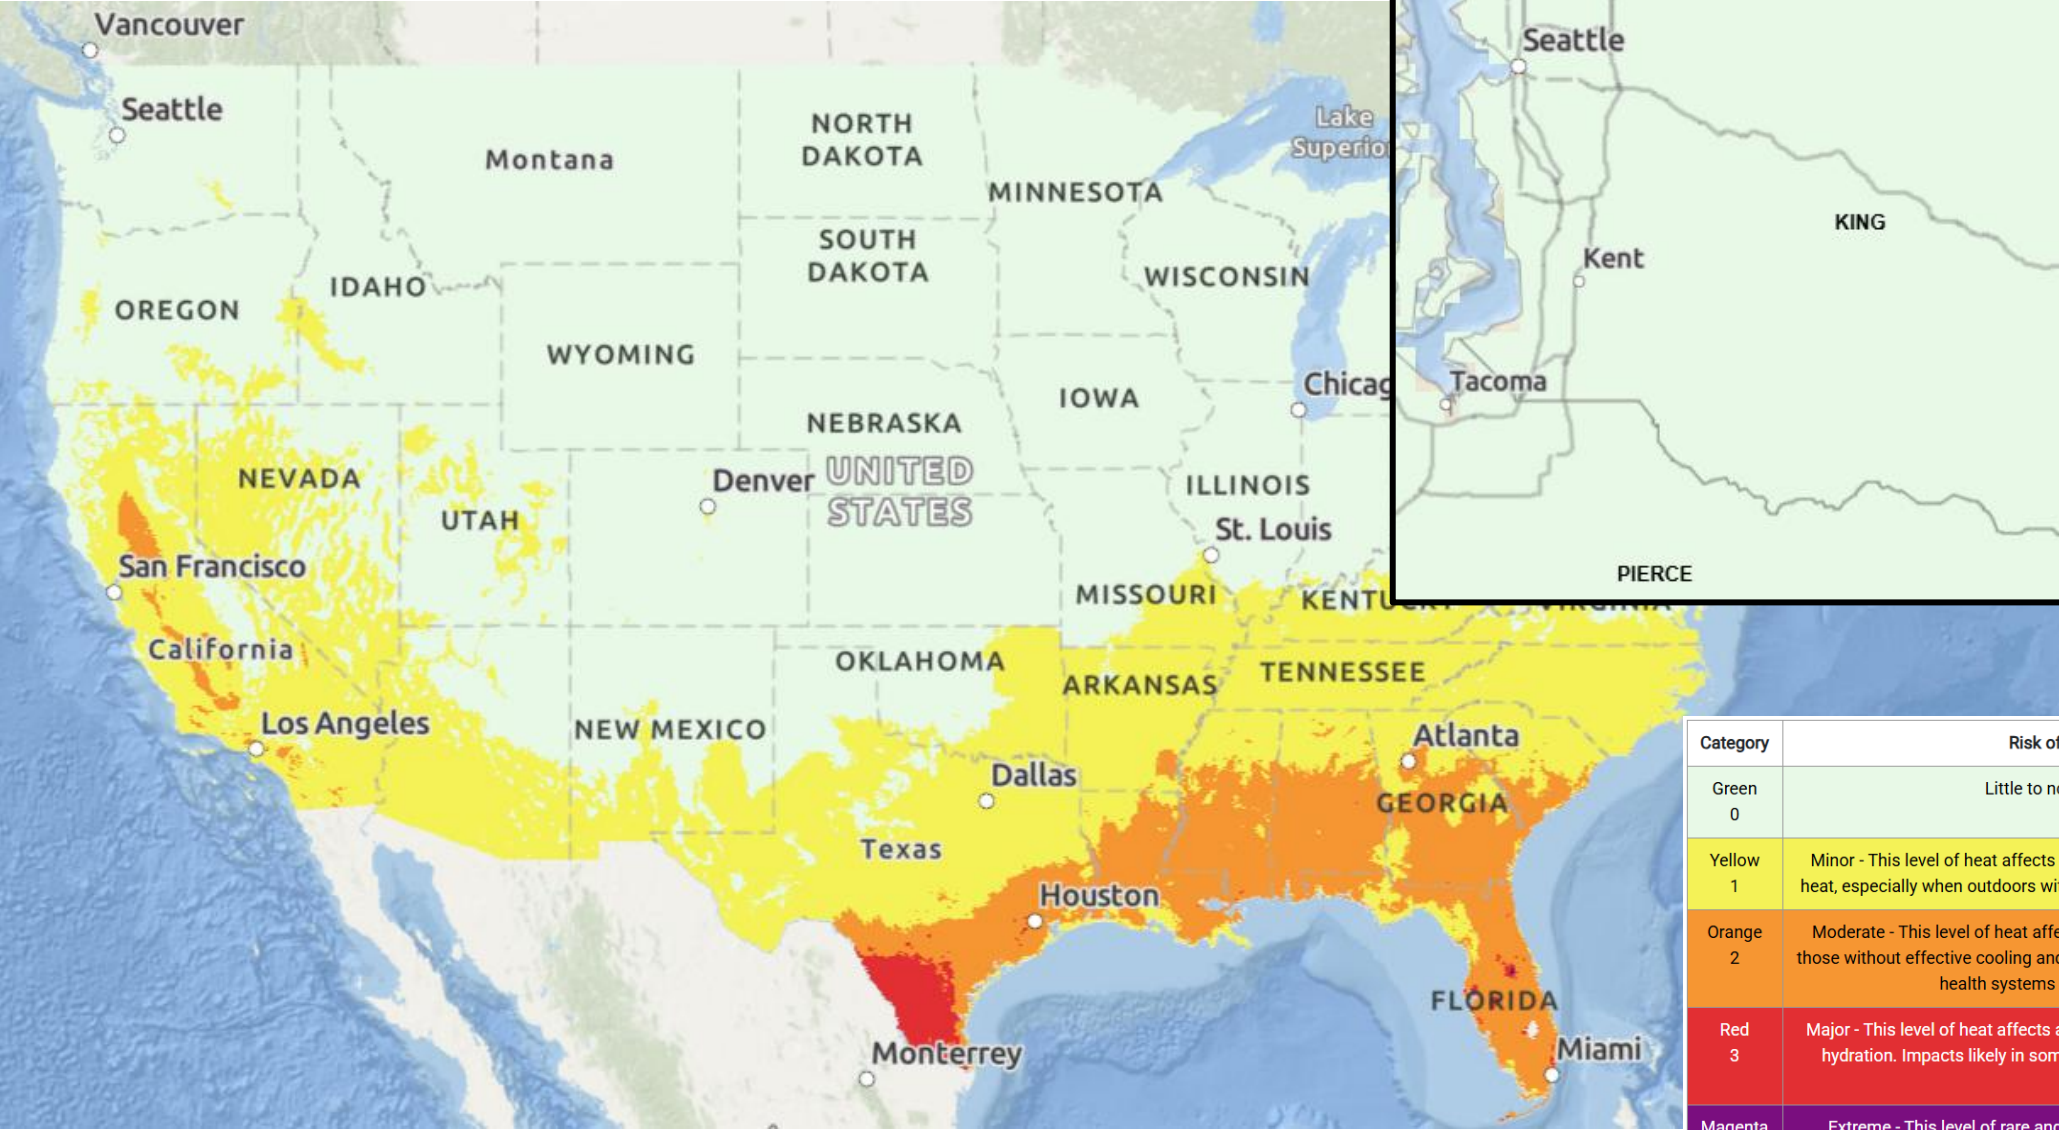 Vancouver
Seattle
Montana
NORTH
DAKOTA
MINNESOTA
Lake
Superio
SOUTH
DAKOTA
WISCONSIN
IDAHO
OREGON
WYOMING
IOWA
Chicag
NEBRASKA
NEVADA
UTAH
Denver
UNITED
STATES
ILLINOIS
St. Louis
San Francisco
MISSOURI
KENTUCKY
VIRGINIA
California
OKLAHOMA
ARKANSAS
TENNESSEE
Los Angeles
NEW MEXICO
Atlanta
Dallas
GEORGIA
Texas
Houston
FLORIDA
Monterrey
Miami
Seattle
KING
Kent
Tacoma
PIERCE
Category
Risk of
Green
0
Little to n
Yellow
1
Minor - This level of heat affects
heat, especially when outdoors wi
Orange
2
Moderate - This level of heat affe
those without effective cooling and
health systems
Red
3
Major - This level of heat affects a
hydration. Impacts likely in som
Magenta
Extreme - This level of rare and